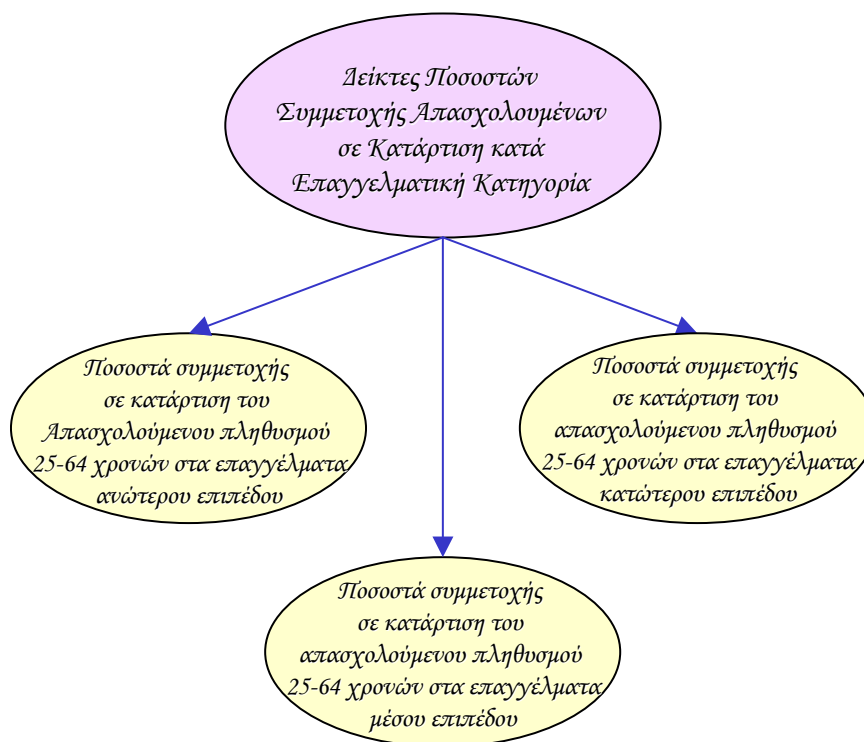 Δείκτες Ποσοστών
Συμμετοχής Απασχολουμένων
σε Κατάρτιση κατά
Επαγγελματική Κατηγορία
Ποσοστά συμμετοχής
σε κατάρτιση του
Απασχολούμενου πληθυσμού
25-64 χρονών στα επαγγέλματα
ανώτερου επιπέδου
Ποσοστά συμμετοχής
σε κατάρτιση του
απασχολούμενου πληθυσμού
25-64 χρονών στα επαγγέλματα
κατώτερου επιπέδου
Ποσοστά συμμετοχής
σε κατάρτιση του
απασχολούμενου πληθυσμού
25-64 χρονών στα επαγγέλματα
μέσου επιπέδου